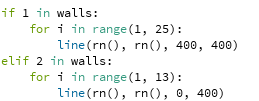 if 1 in walls:
    for i in range(1, 25):
        line(rn(), rn(), 400, 400)
elif 2 in walls:
    for i in range(1, 13):
        line(rn(), rn(), 0, 400)